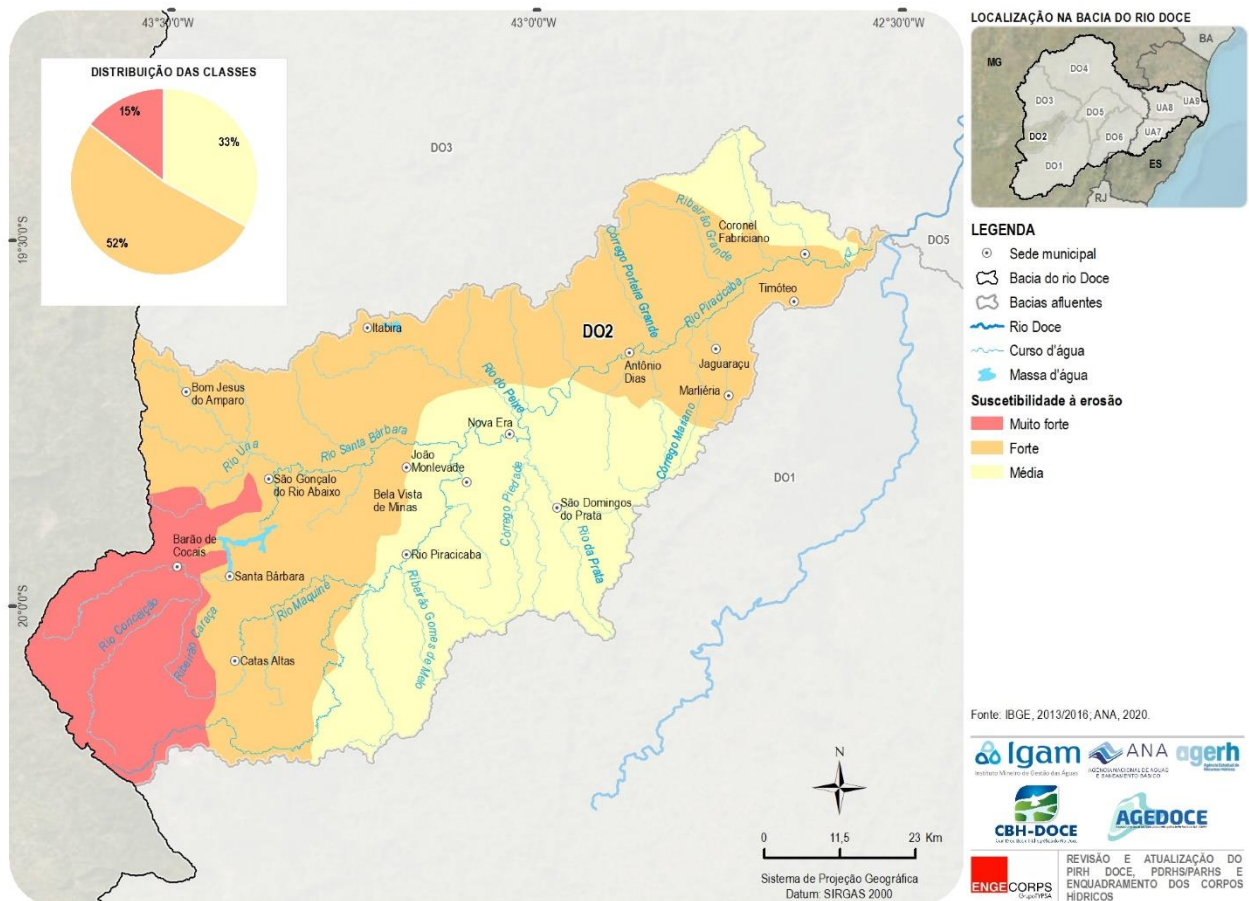 43°30'0"W
43°0'0"W
42°30'0"W
19°30'0"S
20°0'0"S
DISTRIBUIÇÃO DAS CLASSES
15%
33%
52%
DO3
DO5
DO2
DO1
Coronel
Fabriciano
Ribeirão Grande
Córrego Porteira Grande
Rio Piracicaba
Timóteo
Itabira
Antônio
Dias
Jaguaraçu
Marliéria
Bom Jesus
do Amparo
Rio do Peixe
Nova Era
Rio Santa Bárbara
Rio Una
João
Monlevade
São Gonçalo
do Rio Abaixo
Bela Vista
de Minas
Córrego Piedade
São Domingos
do Prata
Rio da Prata
Barão de
Cocais
Santa Bárbara
Rio Piracicaba
Rio Maquiné
Rio Conceição
Ribeirão Caraça
Ribeirão Gomes de Melo
Catas Altas
N
0 11,5 23 Km
Sistema de Projeção Geográfica
Datum: SIRGAS 2000
LOCALIZAÇÃO NA BACIA DO RIO DOCE
BA
MG
DO4
DO3
DO5
UA8
UA9
DO2
DO6
UA7
DO1
ES
RJ
LEGENDA
Sede municipal
Bacia do rio Doce
Bacias afluentes
Rio Doce
Curso d'água
Massa d'água
Suscetibilidade à erosão
Muito forte
Forte
Média
Fonte: IBGE, 2013/2016; ANA, 2020.
Igam
Instituto Mineiro de Gestão das Águas
ANA
AGÊNCIA NACIONAL DE ÁGUAS
E SANEAMENTO BÁSICO
agerh
CBH-DOCE
AGEDOCE
ENGECORPS
GrupoTYPSA
REVISÃO E ATUALIZAÇÃO DO
PIRH DOCE, PDRHS/PARHS E
ENQUADRAMENTO DOS CORPOS
HÍDRICOS